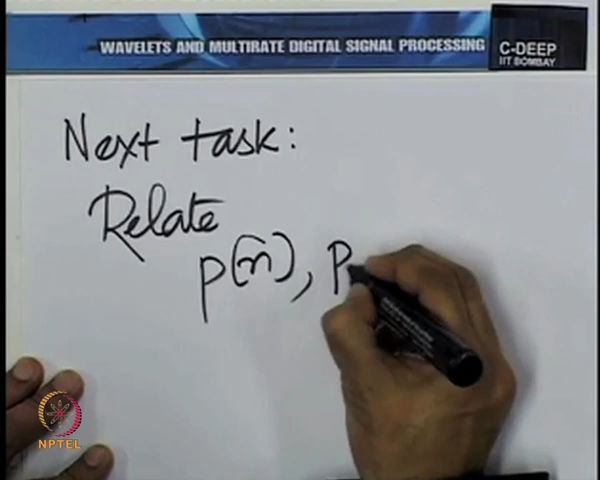 WAVELETS AND MULTIRATE DIGITAL SIGNAL PROCESSING
C-DEEP
IIT BOMBAY
Next task:
Relate
p[n], P
NPTEL